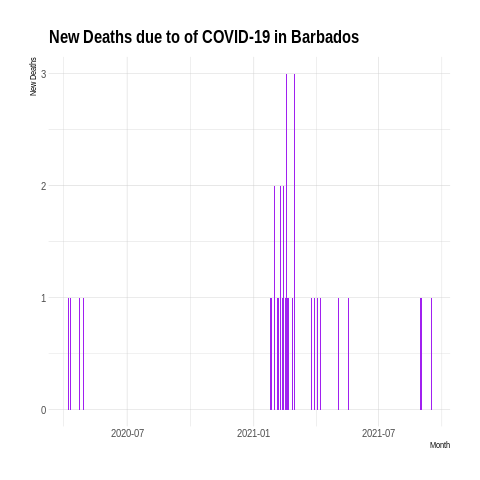 New Deaths due to of COVID-19 in Barbados
New Deaths
3
2
1
0
2020-07
2021-01
2021-07
Month